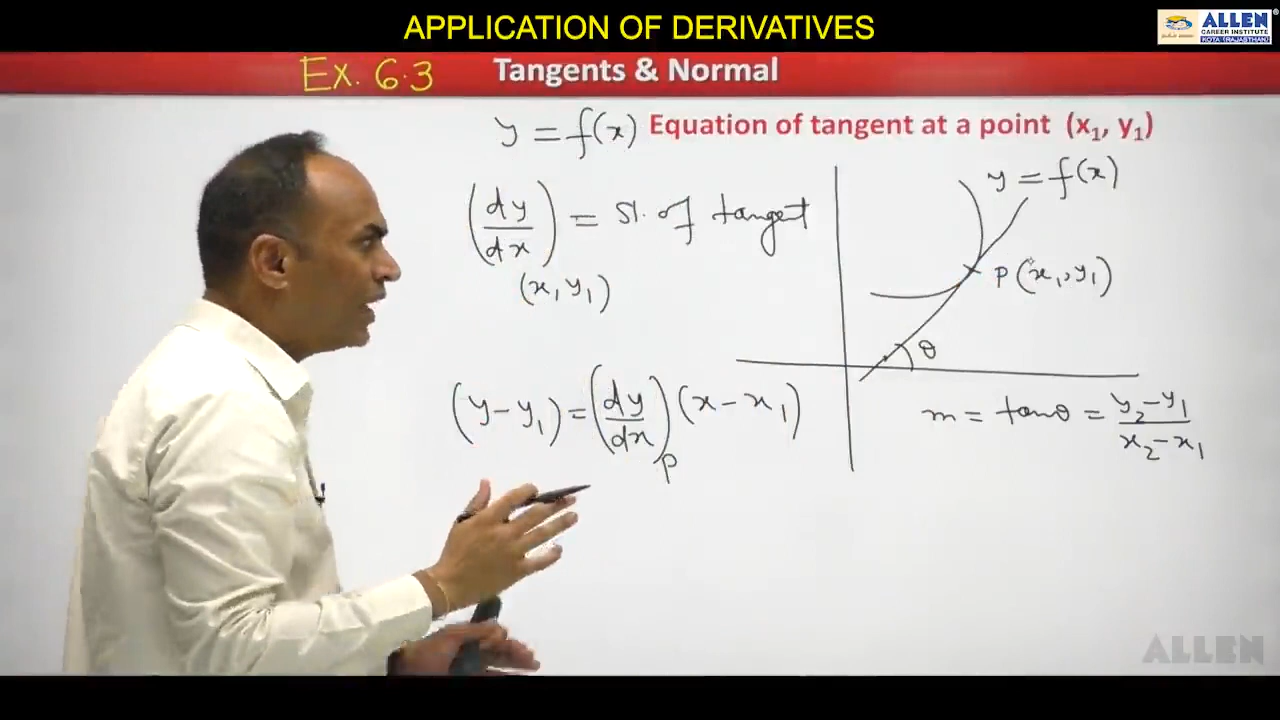 APPLICATION OF DERIVATIVES
ALLEN
CAREER INSTITUTE
KOTA (RAJASTHAN)
Ex. 6.3 Tangents & Normal
y = f(x) Equation of tangent at a point (x₁, y₁)
(dy/dx)(x₁, y₁) = Sl. of tangent
y = f(x)
P(x₁, y₁)
θ
(y - y₁) = (dy/dx)P (x - x₁)
m = tanθ = (y₂ - y₁)/(x₂ - x₁)
ALLEN